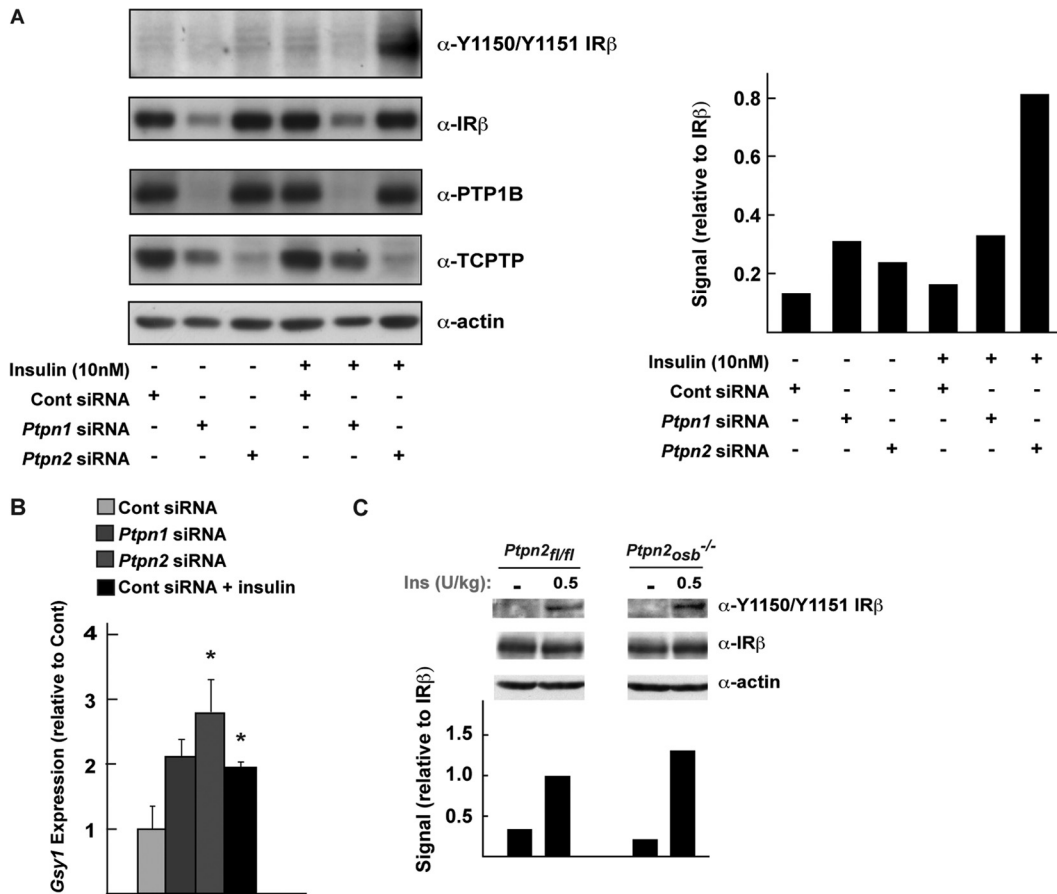 A
α-Y1150/Y1151 IRβ
α-IRβ
α-PTP1B
α-TCPTP
α-actin
Insulin (10nM) - - - + + +
Cont siRNA + - - + - -
Ptpn1 siRNA - + - - + -
Ptpn2 siRNA - - + - - +
Signal (relative to IRβ)
0.8
0.6
0.4
0.2
Insulin (10nM) - - - + + +
Cont siRNA + - - + - -
Ptpn1 siRNA - + - - + -
Ptpn2 siRNA - - + - - +
B
Cont siRNA
Ptpn1 siRNA
Ptpn2 siRNA
Cont siRNA + insulin
Gsy1 Expression (relative to Cont)
4
3
2
1
*
*
C
Ptpn2fl/fl Ptpn2osb-/-
Ins (U/kg): - 0.5 - 0.5
α-Y1150/Y1151 IRβ
α-IRβ
α-actin
Signal (relative to IRβ)
1.5
1.0
0.5